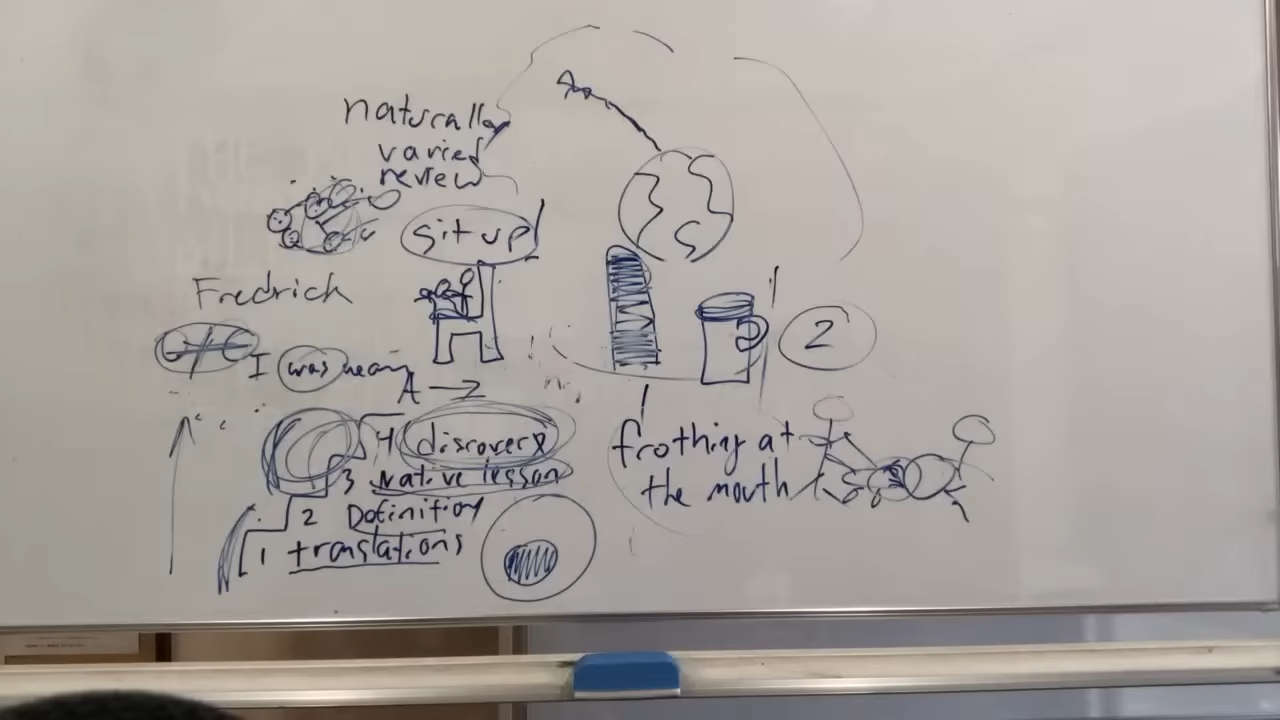 naturally
varied
review
sit up!
Fredrich
I was mean
A → Z
2
4 discovery
3 Native lesson
2 Definition
1 translations
frothing at
the mouth